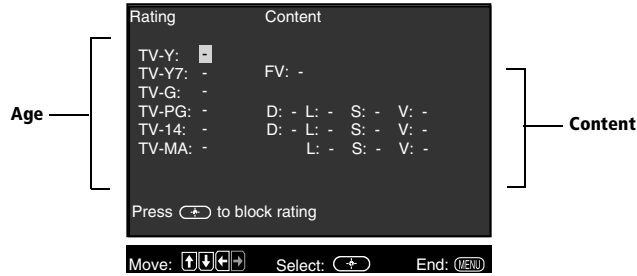 Rating Content
TV-Y: -
TV-Y7: - FV: -
TV-G: -
TV-PG: - D: - L: - S: - V: -
TV-14: - D: - L: - S: - V: -
TV-MA: - L: - S: - V: -
Age
Content
Press to block rating
Move: Select: End: MENU